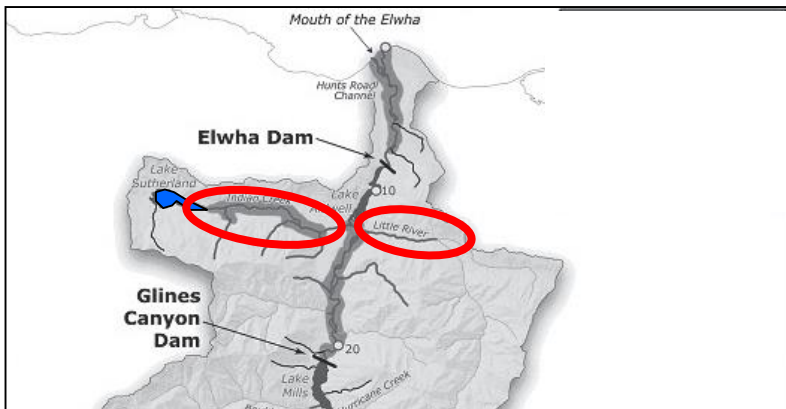 Mouth of the Elwha
Hunts Road/
Channel
Elwha Dam
Lake
Sutherland
10
Indian Creek
Lake
Little River
Glines
Canyon
Dam
20
Lake
Mills
Hurricane Creek